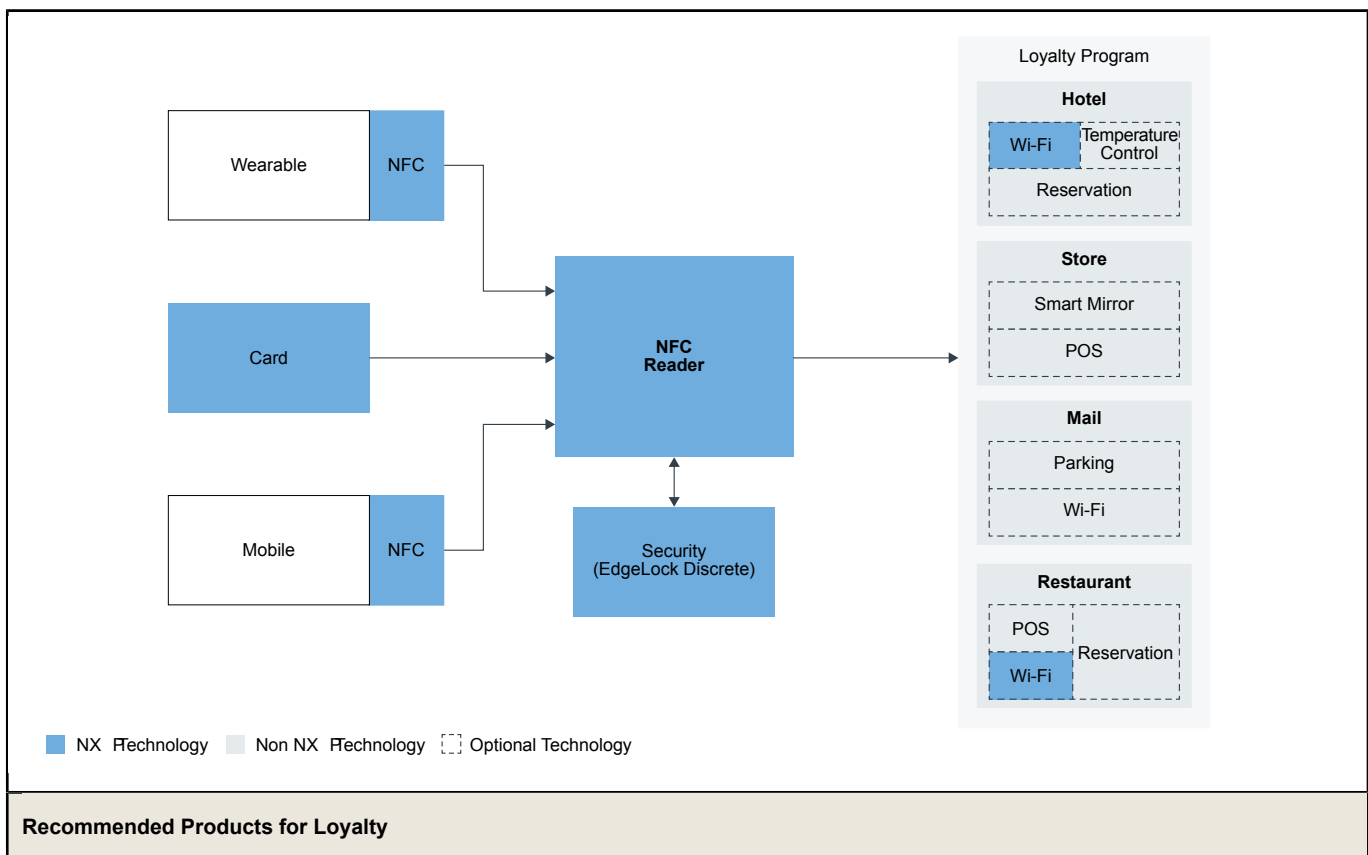 Loyalty Program
Hotel
Wi-Fi
Temperature
Control
Reservation
Wearable
NFC
Store
Smart Mirror
POS
NFC
Reader
Card
Mail
Parking
Wi-Fi
Security
(EdgeLock Discrete)
Mobile
NFC
Restaurant
POS
Reservation
Wi-Fi
NX PTechnology
Non NX PTechnology
Optional Technology
Recommended Products for Loyalty